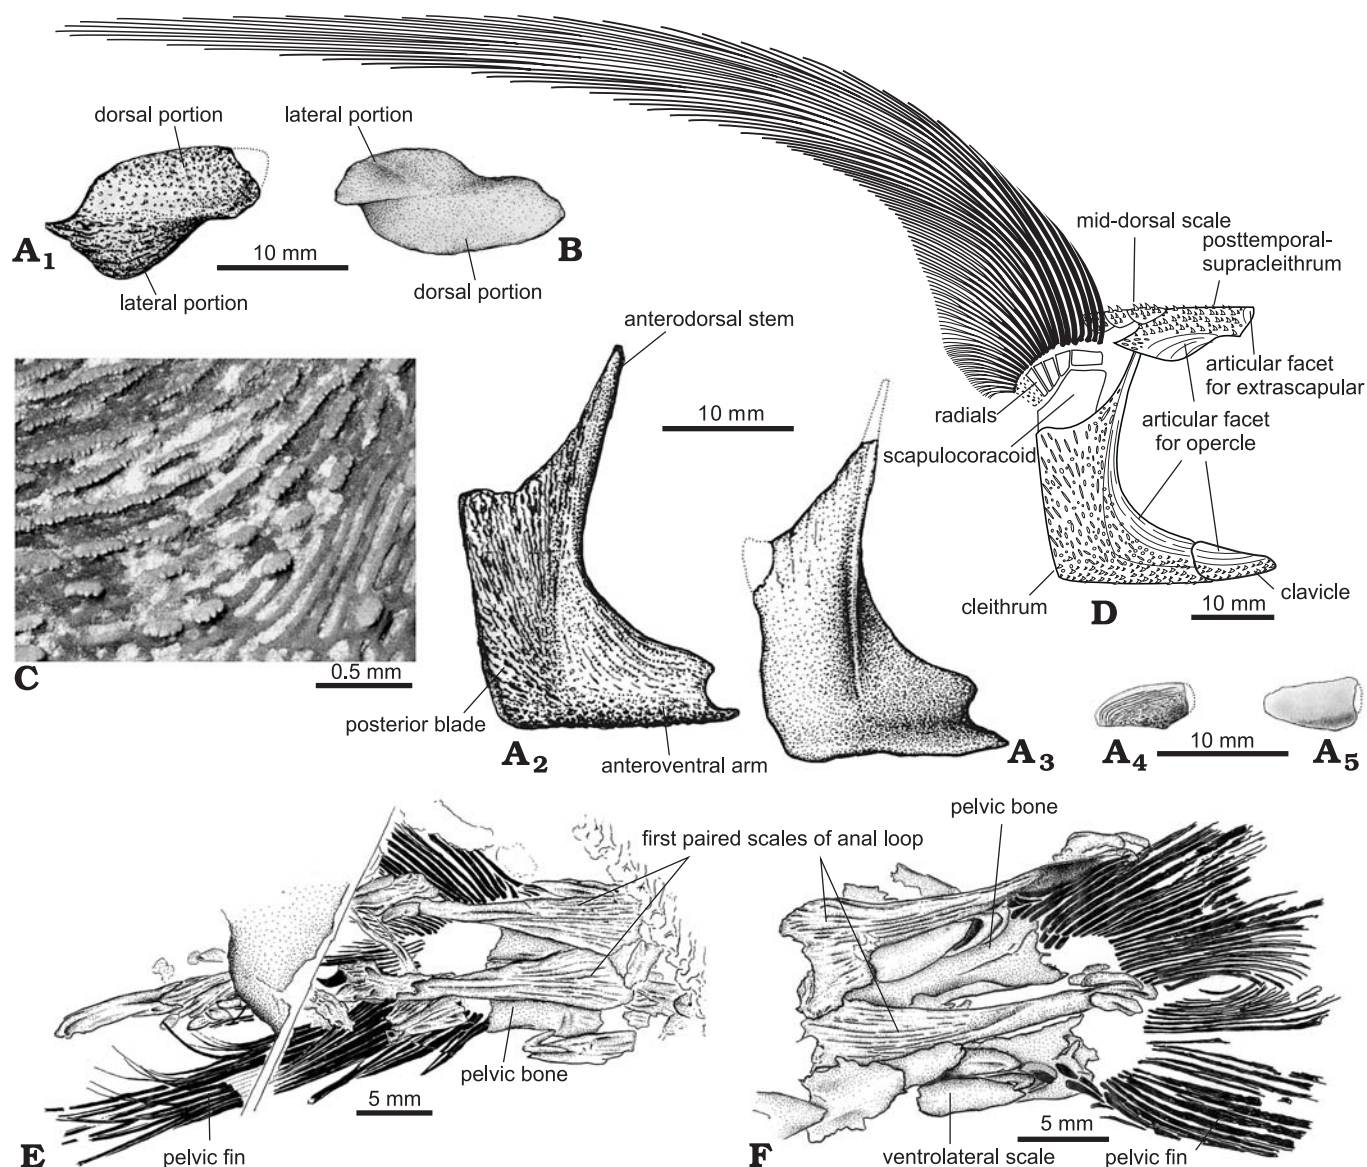 dorsal portion
lateral portion
A1
10 mm
B
lateral portion
dorsal portion
mid-dorsal scale
posttemporal-
supracleithrum
anterodorsal stem
10 mm
radials
scapulocoracoid
articular facet
for extrascapular
articular facet
for opercle
cleithrum
D
clavicle
10 mm
C
0.5 mm
posterior blade
A2
anteroventral arm
A3
A4
10 mm
A5
first paired scales of anal loop
pelvic bone
pelvic bone
5 mm
E
pelvic fin
F
ventrolateral scale
5 mm
pelvic fin